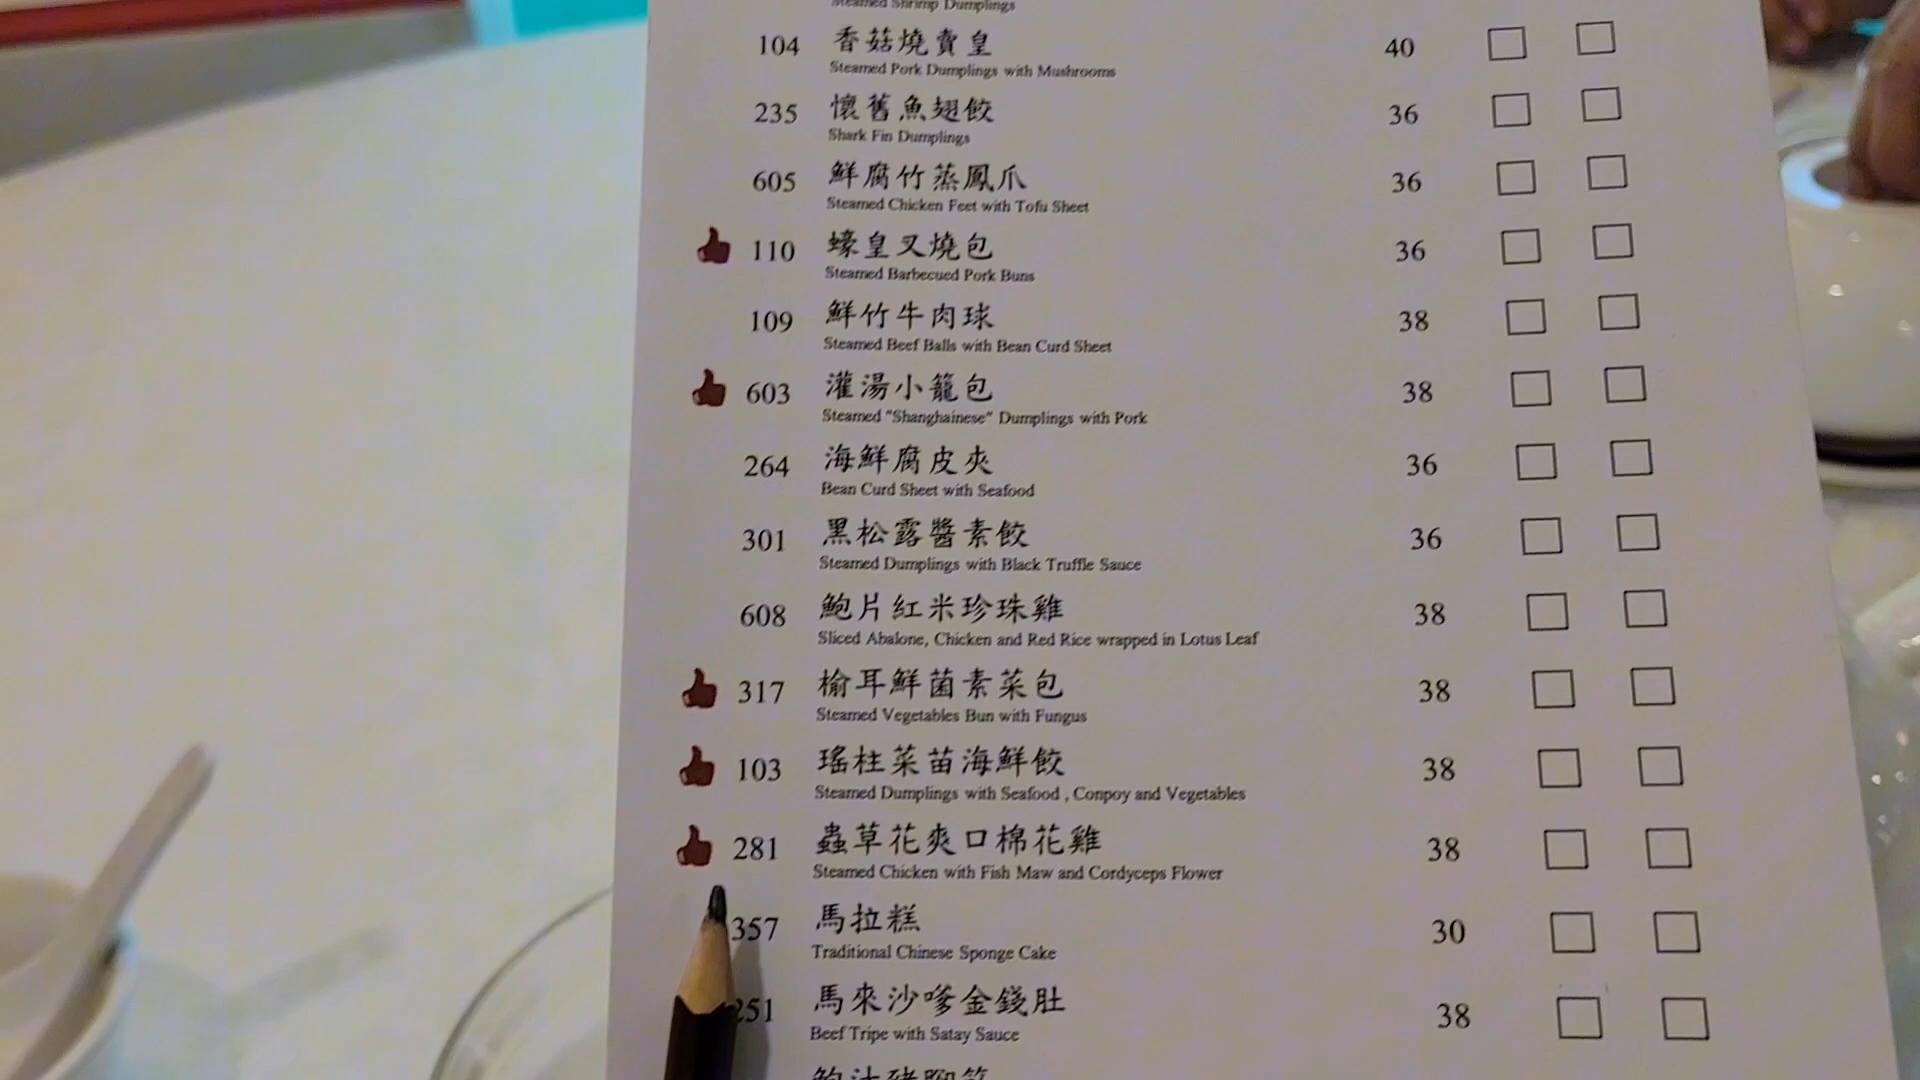 Steamed Shrimp Dumplings
104 香菇燒賣皇 40
Steamed Pork Dumplings with Mushrooms
235 懷舊魚翅餃 36
Shark Fin Dumplings
605 鮮腐竹蒸鳳爪 36
Steamed Chicken Feet with Tofu Sheet
110 蠔皇叉燒包 36
Steamed Barbecued Pork Buns
109 鮮竹牛肉球 38
Steamed Beef Balls with Bean Curd Sheet
603 灌湯小籠包 38
Steamed "Shanghainese" Dumplings with Pork
264 海鮮腐皮夾 36
Bean Curd Sheet with Seafood
301 黑松露醬素餃 36
Steamed Dumplings with Black Truffle Sauce
608 鮑片紅米珍珠雞 38
Sliced Abalone, Chicken and Red Rice wrapped in Lotus Leaf
317 榆耳鮮菌素菜包 38
Steamed Vegetables Bun with Fungus
103 瑤柱菜苗海鮮餃 38
Steamed Dumplings with Seafood , Conpoy and Vegetables
281 蟲草花爽口棉花雞 38
Steamed Chicken with Fish Maw and Cordyceps Flower
357 馬拉糕 30
Traditional Chinese Sponge Cake
251 馬來沙嗲金錢肚 38
Beef Tripe with Satay Sauce